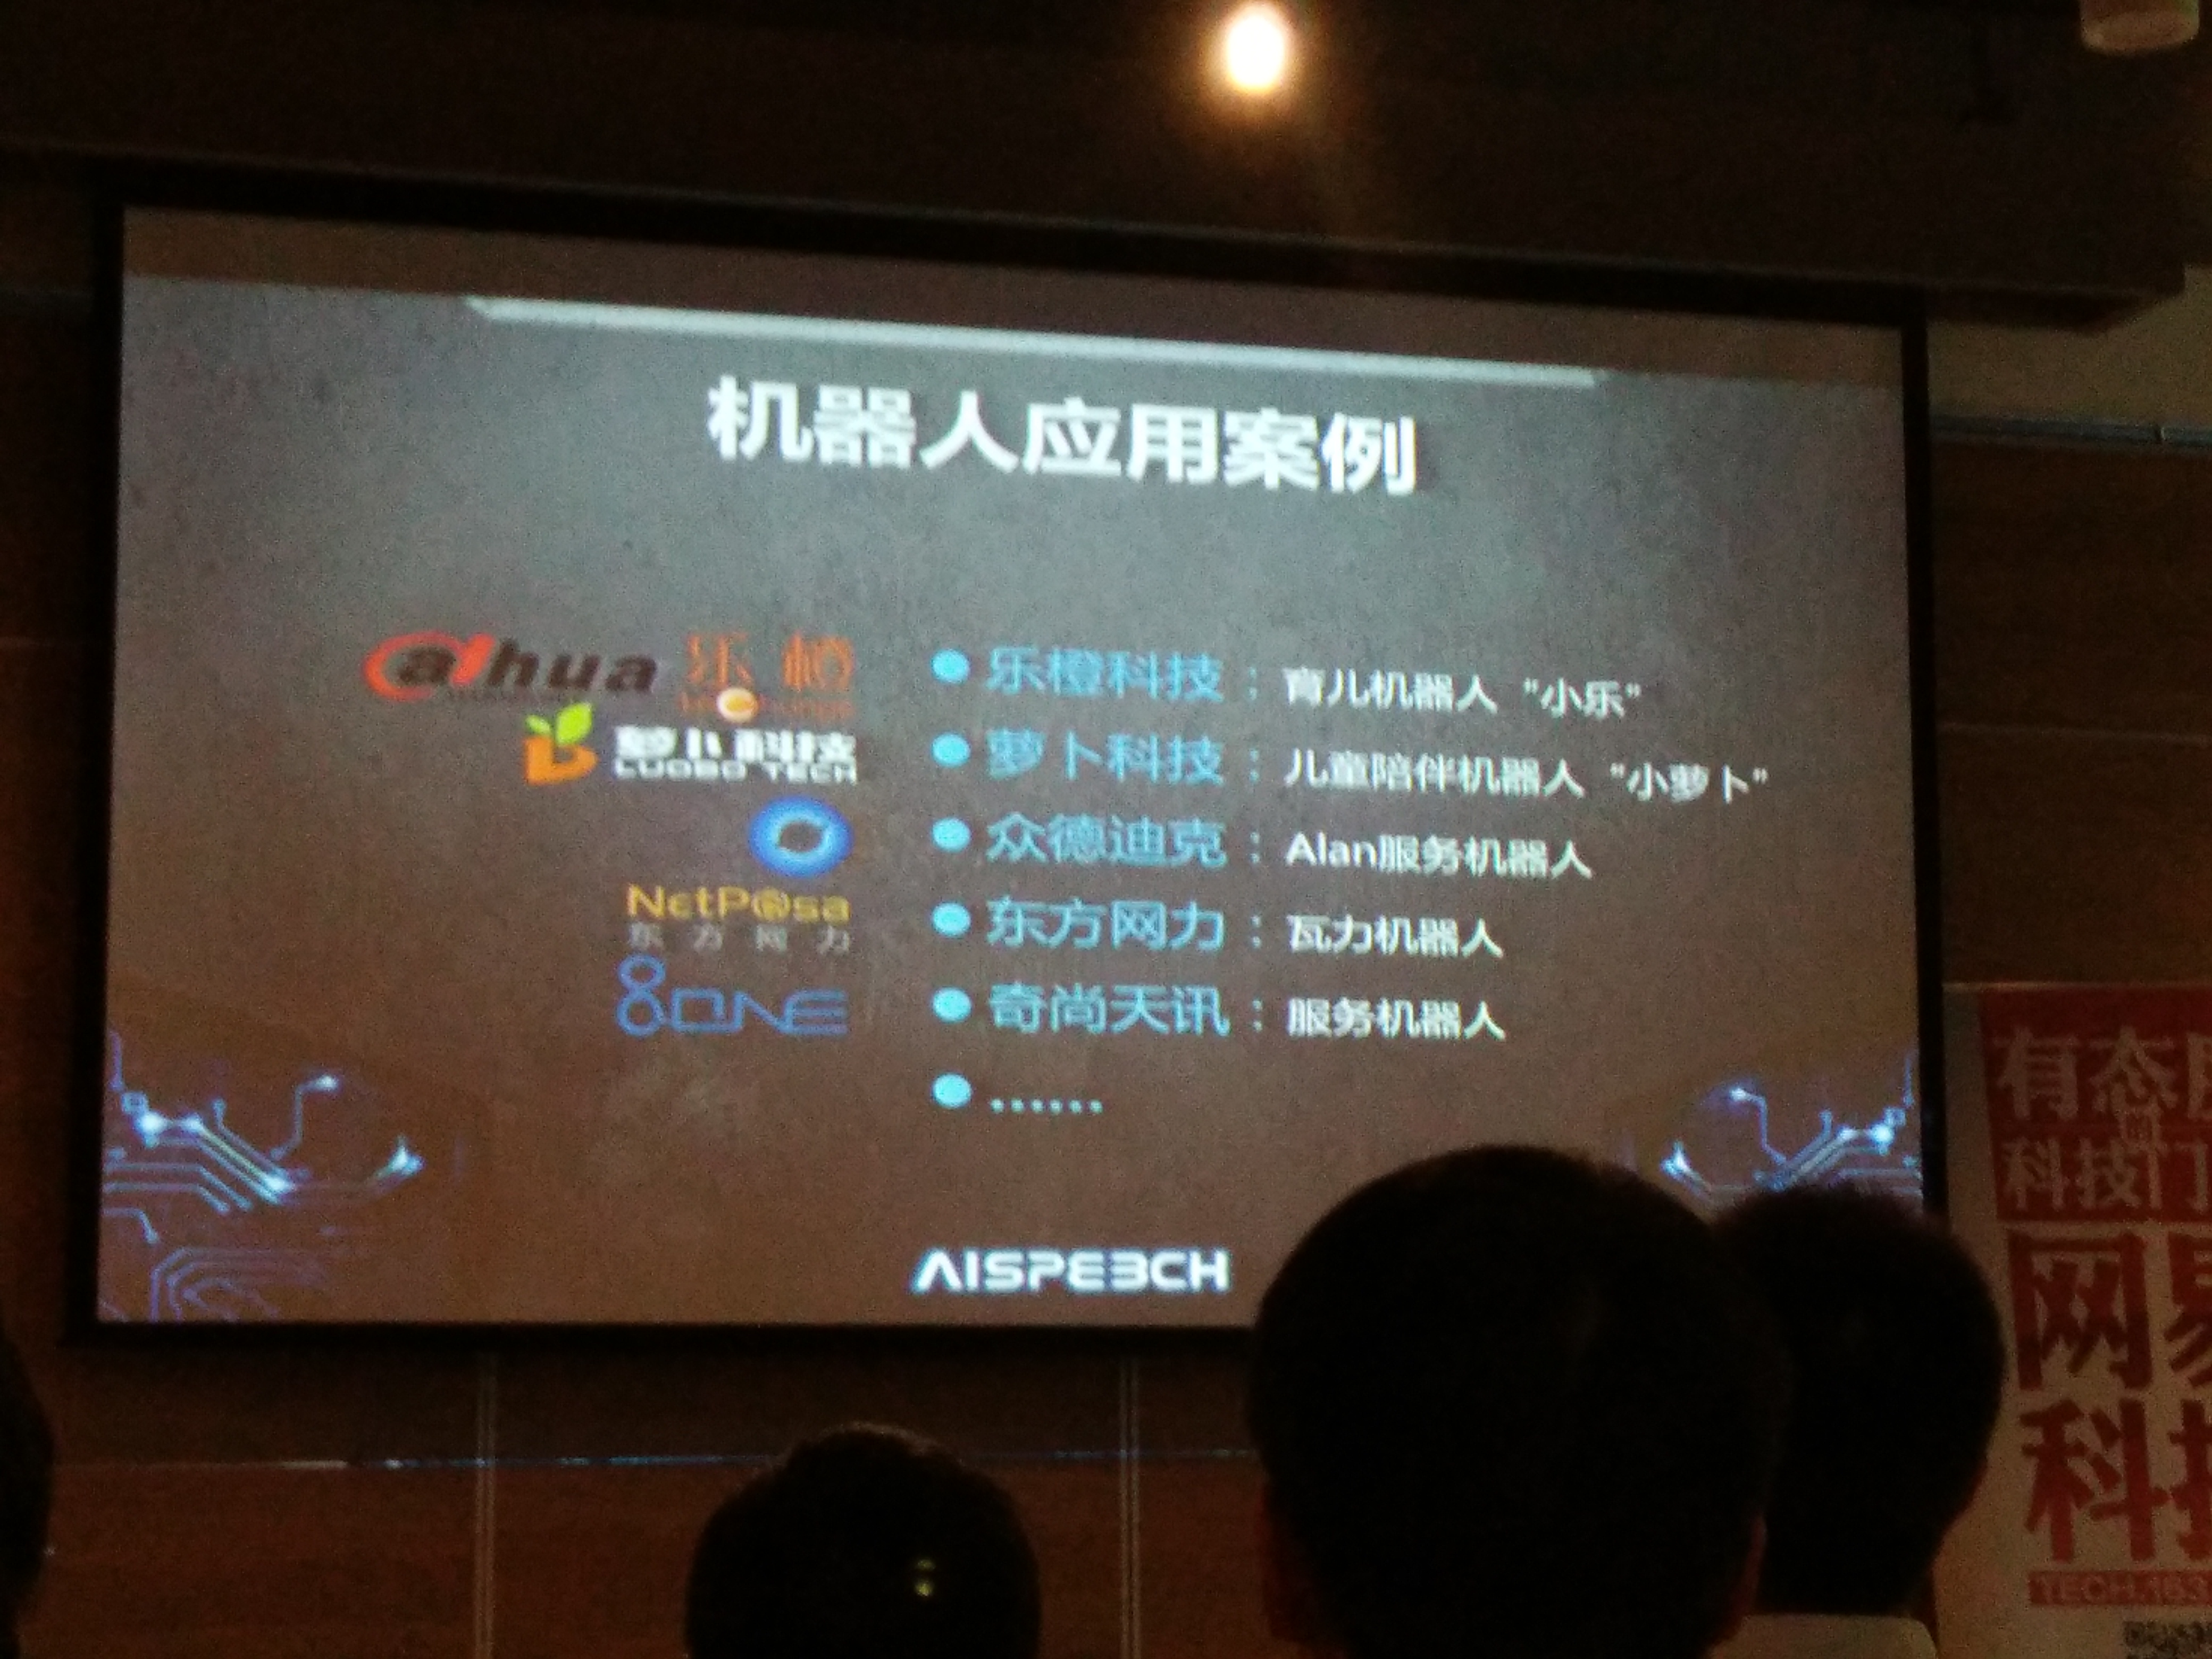 机器人应用案例
alhua 乐橙
乐橙科技：育儿机器人 "小乐"
萝卜科技
LUOBO TECH
萝卜科技：儿童陪伴机器人 "小萝卜"
众德迪克：Alan服务机器人
NetPosa
东方网力
东方网力：瓦力机器人
8ONE
奇尚天讯：服务机器人
......
AISPEECH
有态
的
科技门
网易
科技
TECH.163